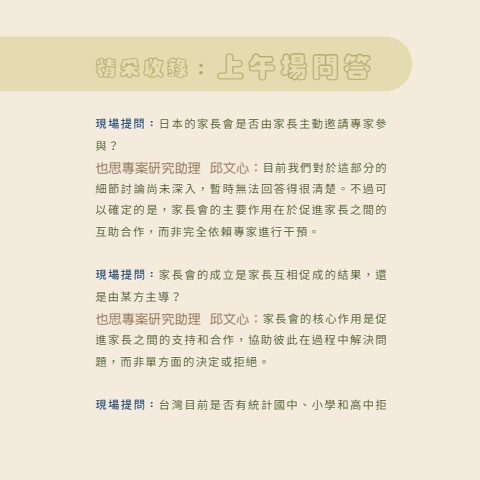 精采收錄：上午場問答
現場提問：日本的家長會是否由家長主動邀請專家參
與？
也思專案研究助理 邱文心：目前我們對於這部分的
細節討論尚未深入，暫時無法回答得很清楚。不過可
以確定的是，家長會的主要作用在於促進家長之間的
互助合作，而非完全依賴專家進行干預。
現場提問：家長會的成立是家長互相促成的結果，還
是由某方主導？
也思專案研究助理 邱文心：家長會的核心作用是促
進家長之間的支持和合作，協助彼此在過程中解決問
題，而非單方面的決定或拒絕。
現場提問：台灣目前是否有統計國中、小學和高中拒